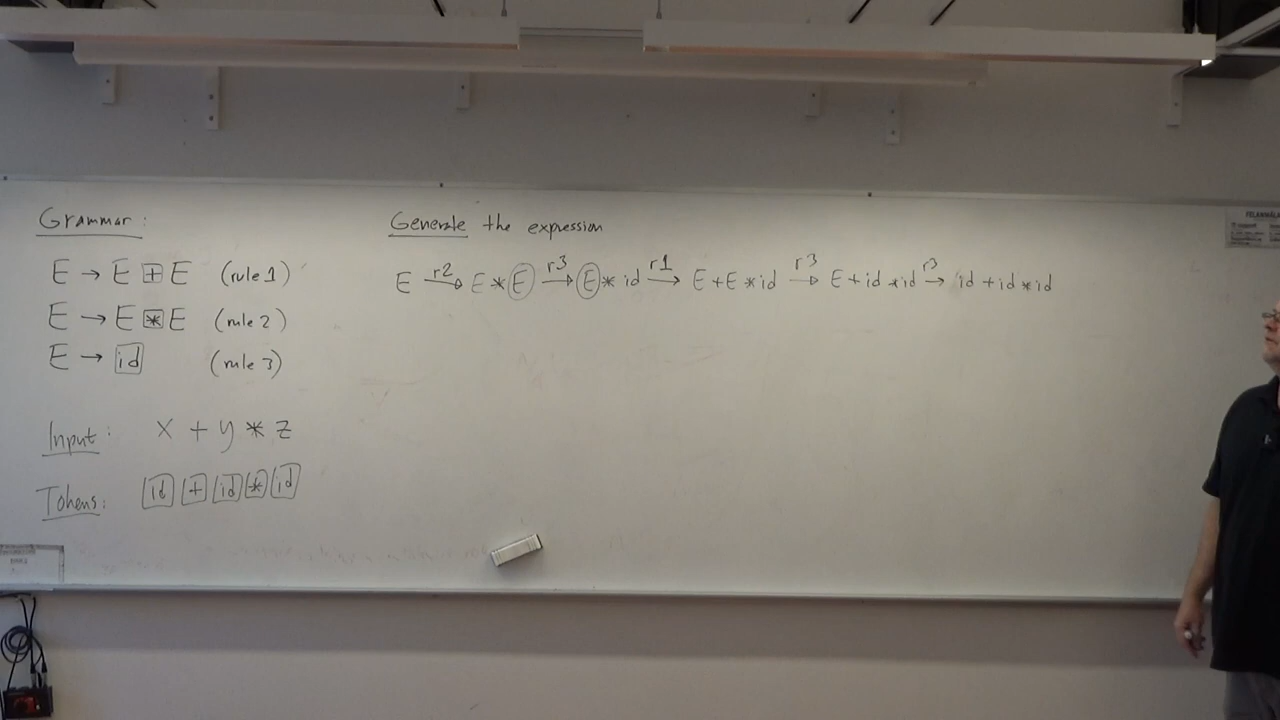 Grammar:
E → E + E (rule 1)
E → E * E (rule 2)
E → id (rule 3)
Input: x + y * z
Tokens: id + id * id
Generate the expression
E r2→ E * E r3→ E * id r1→ E + E * id r3→ E + id * id r3→ id + id * id
FELANMÄLA